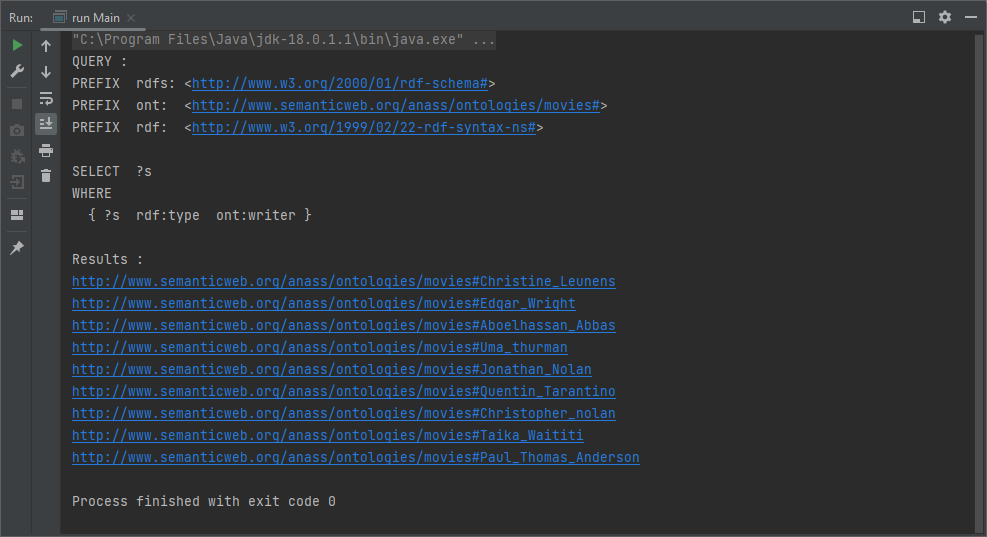 Run: run Main
"C:\Program Files\Java\jdk-18.0.1.1\bin\java.exe" ...
QUERY :
PREFIX  rdfs: <http://www.w3.org/2000/01/rdf-schema#>
PREFIX  ont:  <http://www.semanticweb.org/anass/ontologies/movies#>
PREFIX  rdf:  <http://www.w3.org/1999/02/22-rdf-syntax-ns#>
SELECT  ?s
WHERE
  { ?s  rdf:type  ont:writer }
Results :
http://www.semanticweb.org/anass/ontologies/movies#Christine_Leunens
http://www.semanticweb.org/anass/ontologies/movies#Edgar_Wright
http://www.semanticweb.org/anass/ontologies/movies#Aboelhassan_Abbas
http://www.semanticweb.org/anass/ontologies/movies#Uma_thurman
http://www.semanticweb.org/anass/ontologies/movies#Jonathan_Nolan
http://www.semanticweb.org/anass/ontologies/movies#Quentin_Tarantino
http://www.semanticweb.org/anass/ontologies/movies#Christopher_nolan
http://www.semanticweb.org/anass/ontologies/movies#Taika_Waititi
http://www.semanticweb.org/anass/ontologies/movies#Paul_Thomas_Anderson
Process finished with exit code 0